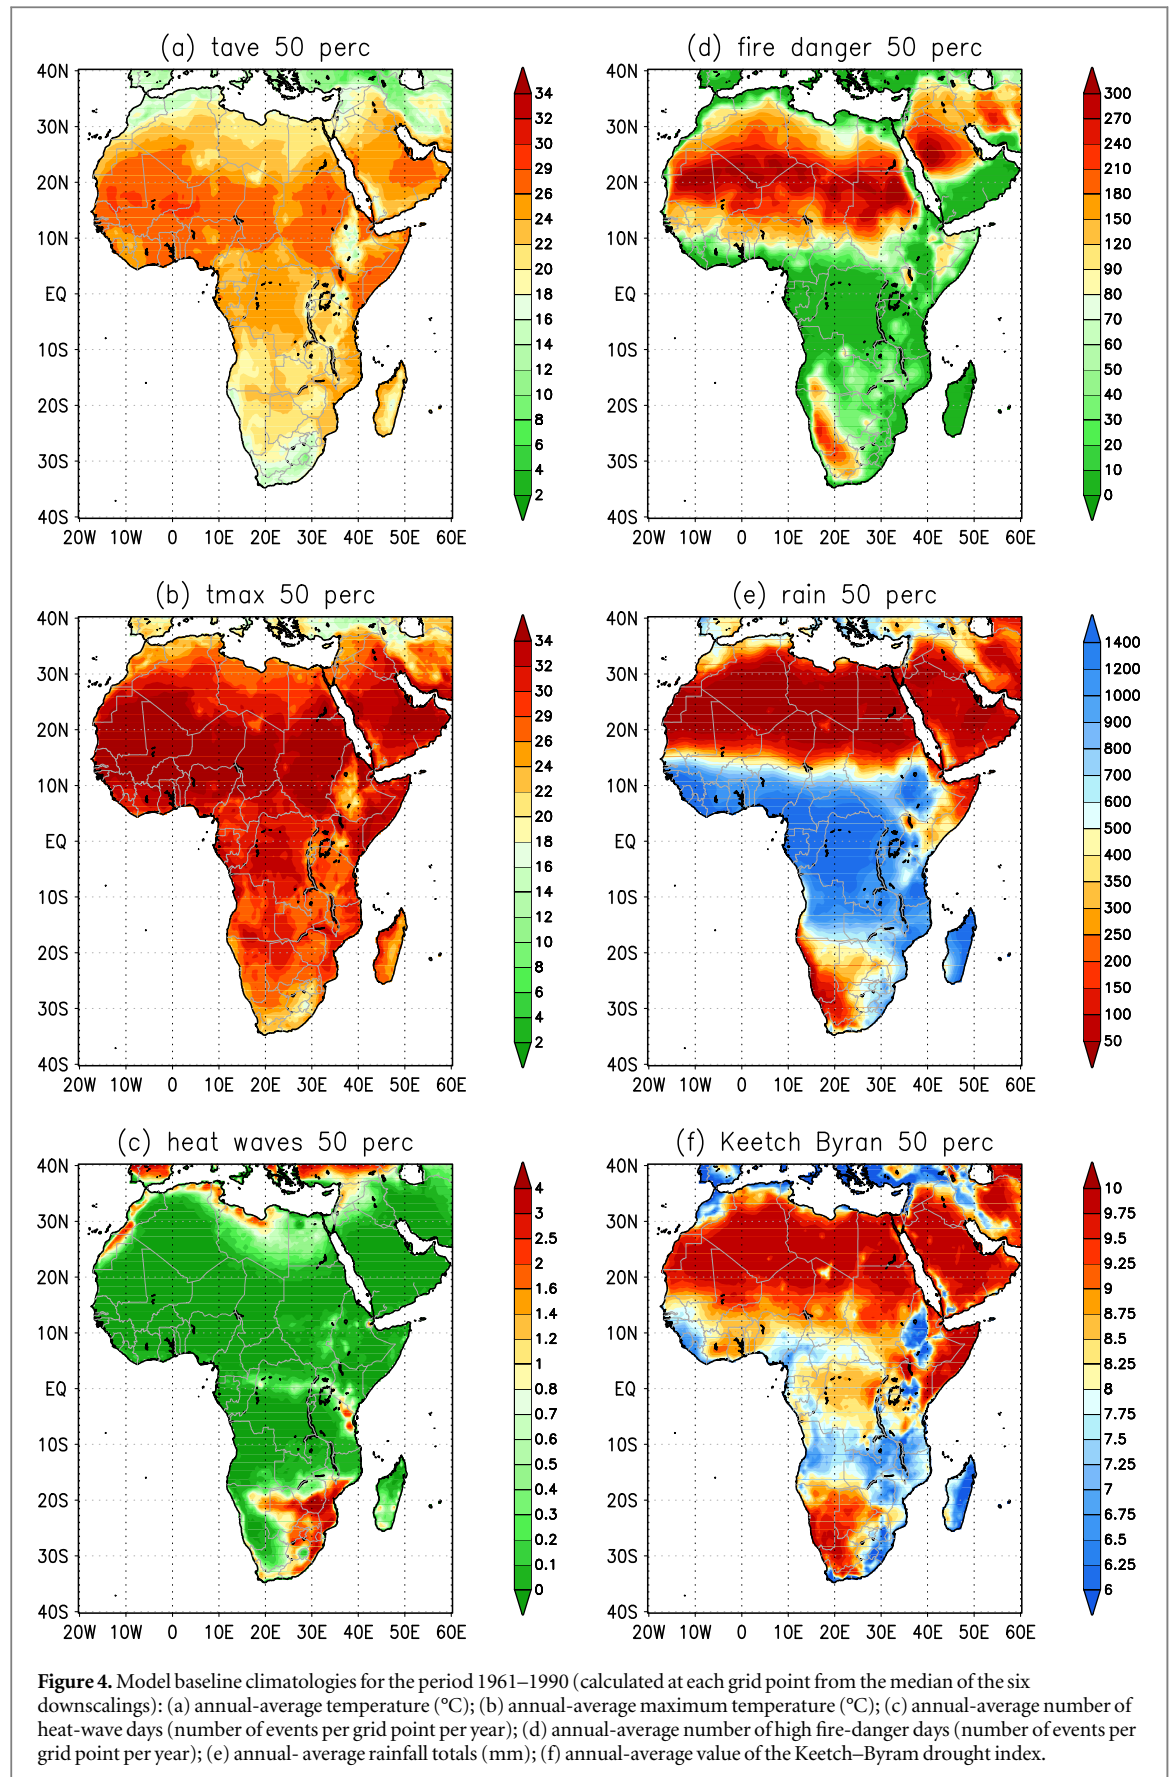 (a) tave 50 perc
40N
30N
20N
10N
EQ
10S
20S
30S
40S
20W 10W 0 10E 20E 30E 40E 50E 60E
34
32
30
29
26
24
22
20
18
16
14
12
10
8
6
4
2
(d) fire danger 50 perc
40N
30N
20N
10N
EQ
10S
20S
30S
40S
20W 10W 0 10E 20E 30E 40E 50E 60E
300
270
240
210
180
150
120
90
80
70
60
50
40
30
20
10
0
(b) tmax 50 perc
40N
30N
20N
10N
EQ
10S
20S
30S
40S
20W 10W 0 10E 20E 30E 40E 50E 60E
34
32
30
29
26
24
22
20
18
16
14
12
10
8
6
4
2
(e) rain 50 perc
40N
30N
20N
10N
EQ
10S
20S
30S
40S
20W 10W 0 10E 20E 30E 40E 50E 60E
1400
1200
1000
900
800
700
600
500
400
350
300
250
200
150
100
50
(c) heat waves 50 perc
40N
30N
20N
10N
EQ
10S
20S
30S
40S
20W 10W 0 10E 20E 30E 40E 50E 60E
4
3
2.5
2
1.6
1.4
1.2
1
0.8
0.7
0.6
0.5
0.4
0.3
0.2
0.1
0
(f) Keetch Byran 50 perc
40N
30N
20N
10N
EQ
10S
20S
30S
40S
20W 10W 0 10E 20E 30E 40E 50E 60E
10
9.75
9.5
9.25
9
8.75
8.5
8.25
8
7.75
7.5
7.25
7
6.75
6.5
6.25
6
Figure 4. Model baseline climatologies for the period 1961–1990 (calculated at each grid point from the median of the six
downscalings): (a) annual-average temperature (°C); (b) annual-average maximum temperature (°C); (c) annual-average number of
heat-wave days (number of events per grid point per year); (d) annual-average number of high fire-danger days (number of events per
grid point per year); (e) annual- average rainfall totals (mm); (f) annual-average value of the Keetch–Byram drought index.